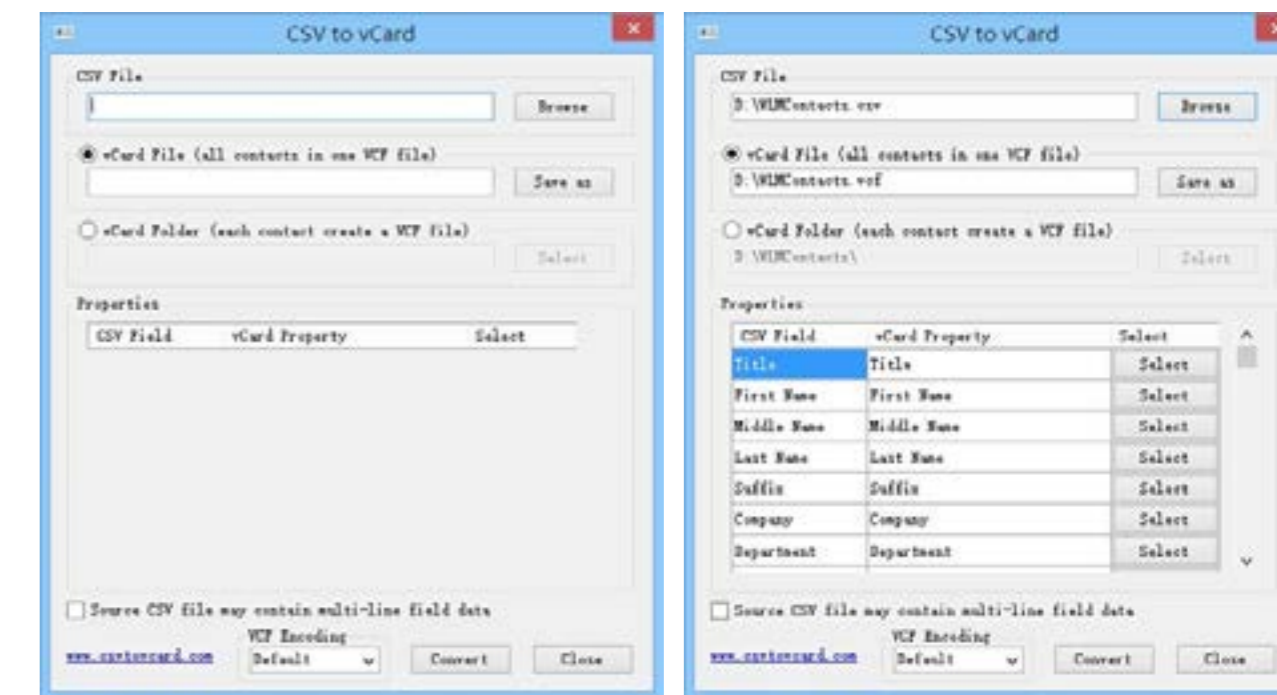 CSV to vCard
CSV File
Browse
vCard File (all contacts in one VCF file)
Save as
vCard Folder (each contact create a VCF file)
Select
Properties
CSV Field vCard Property Select
Source CSV file may contain multi-line field data
VCF Encoding
www.csvtovcard.com Default Convert Close
CSV to vCard
CSV File
D:\WLMContacts.csv Browse
vCard File (all contacts in one VCF file)
D:\WLMContacts.vcf Save as
vCard Folder (each contact create a VCF file)
D:\WLMContacts\ Select
Properties
CSV Field vCard Property Select
Title Title Select
First Name First Name Select
Middle Name Middle Name Select
Last Name Last Name Select
Suffix Suffix Select
Company Company Select
Department Department Select
Source CSV file may contain multi-line field data
VCF Encoding
www.csvtovcard.com Default Convert Close